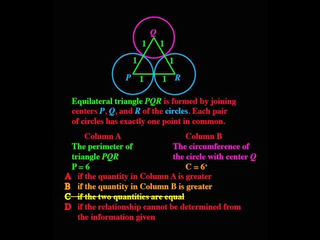 Q
1 1
1 1
P 1 1 R
Equilateral triangle PQR is formed by joining
centers P, Q, and R of the circles. Each pair
of circles has exactly one point in common.
Column A Column B
The perimeter of The circumference of
triangle PQR the circle with center Q
P = 6 C = 6+
A if the quantity in Column A is greater
B if the quantity in Column B is greater
C if the two quantities are equal
D if the relationship cannot be determined from
the information given